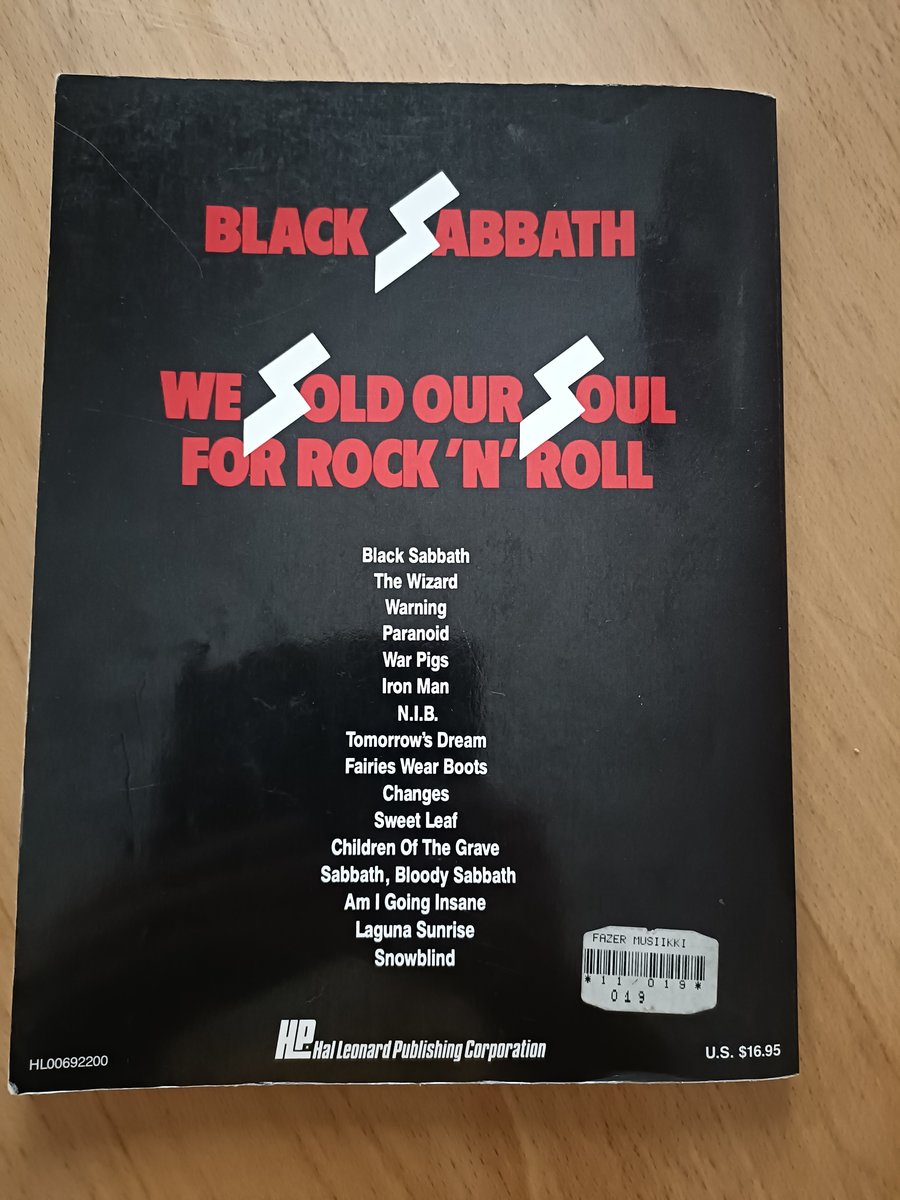 BLACK SABBATH
WE SOLD OUR SOUL
FOR ROCK 'N' ROLL
Black Sabbath
The Wizard
Warning
Paranoid
War Pigs
Iron Man
N.I.B.
Tomorrow's Dream
Fairies Wear Boots
Changes
Sweet Leaf
Children Of The Grave
Sabbath, Bloody Sabbath
Am I Going Insane
Laguna Sunrise
Snowblind
FAZER MUSIIKKI
*11 019*
019
HL00692200
HP Hal Leonard Publishing Corporation
U.S. $16.95